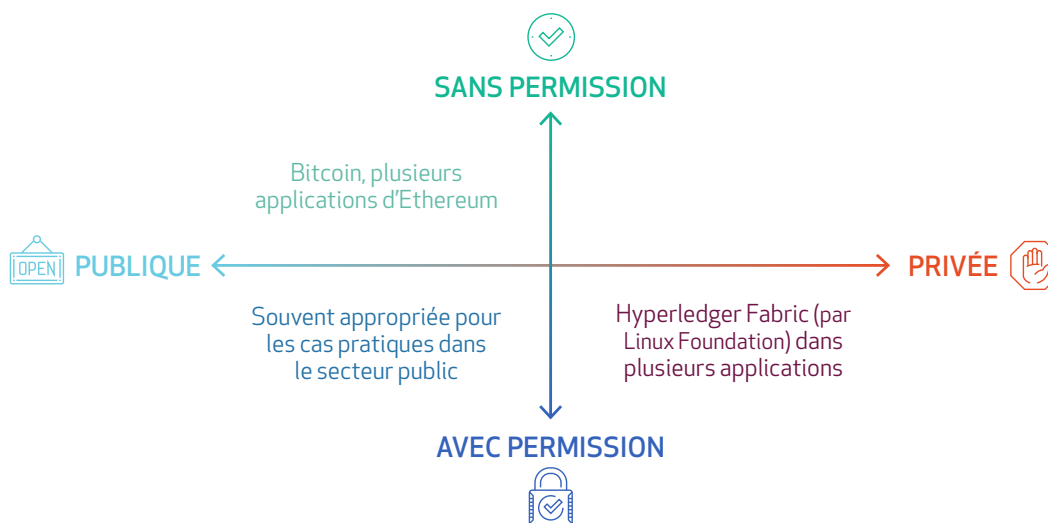 SANS PERMISSION
Bitcoin, plusieurs
applications d’Ethereum
OPEN
PUBLIQUE
PRIVÉE
Souvent appropriée pour
les cas pratiques dans
le secteur public
Hyperledger Fabric (par
Linux Foundation) dans
plusieurs applications
AVEC PERMISSION